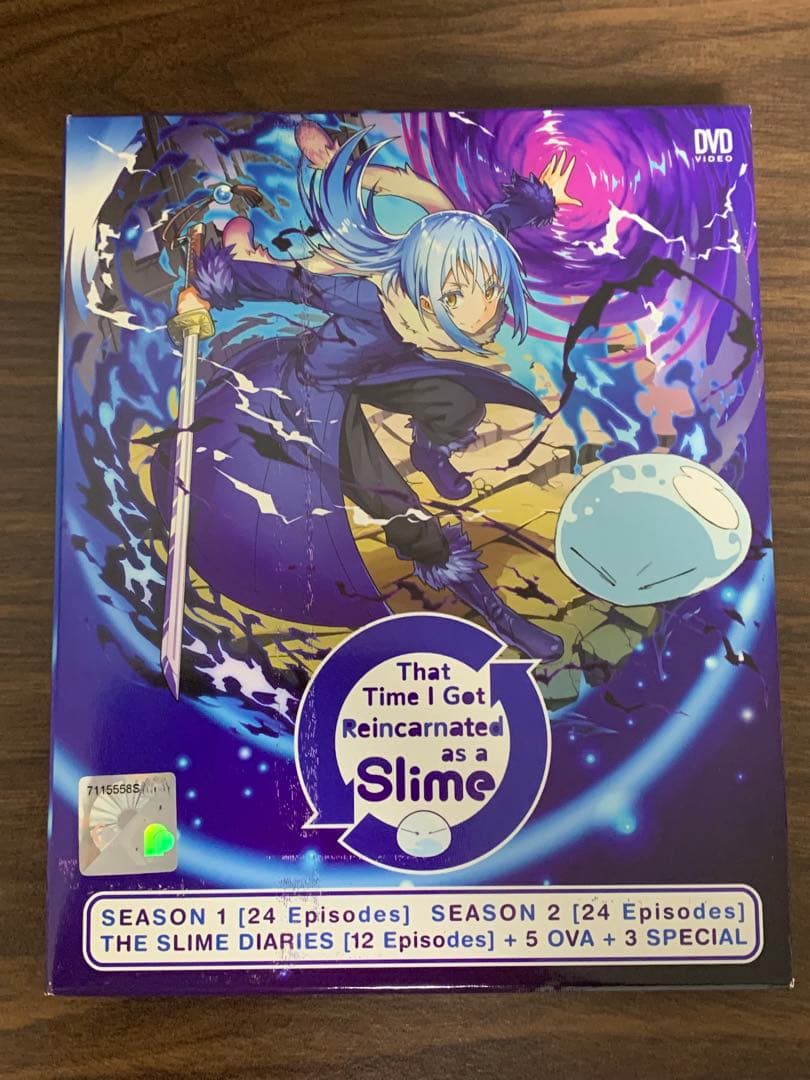 DVD
VIDEO
That
Time I Got
Reincarnated
as a
Slime
7115558S
SEASON 1 [24 Episodes] SEASON 2 [24 Episodes]
THE SLIME DIARIES [12 Episodes] + 5 OVA + 3 SPECIAL